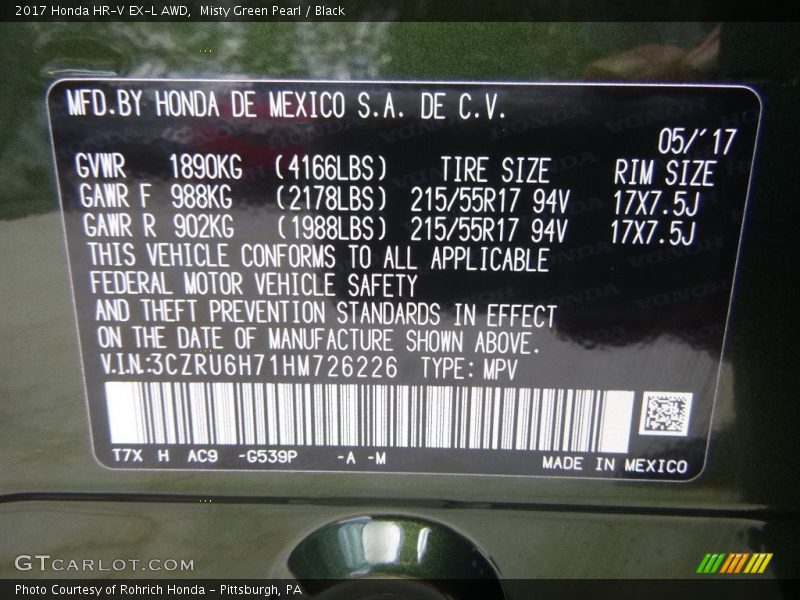 2017 Honda HR-V EX-L AWD, Misty Green Pearl / Black
MFD.BY HONDA DE MEXICO S.A. DE C.V.
05/'17
GVWR 1890KG (4166LBS) TIRE SIZE RIM SIZE
GAWR F 988KG (2178LBS) 215/55R17 94V 17X7.5J
GAWR R 902KG (1988LBS) 215/55R17 94V 17X7.5J
THIS VEHICLE CONFORMS TO ALL APPLICABLE
FEDERAL MOTOR VEHICLE SAFETY
AND THEFT PREVENTION STANDARDS IN EFFECT
ON THE DATE OF MANUFACTURE SHOWN ABOVE.
V.I.N:3CZRU6H71HM726226 TYPE: MPV
T7X H AC9 -G539P -A -M
MADE IN MEXICO
GTCARLOT.COM
Photo Courtesy of Rohrich Honda - Pittsburgh, PA